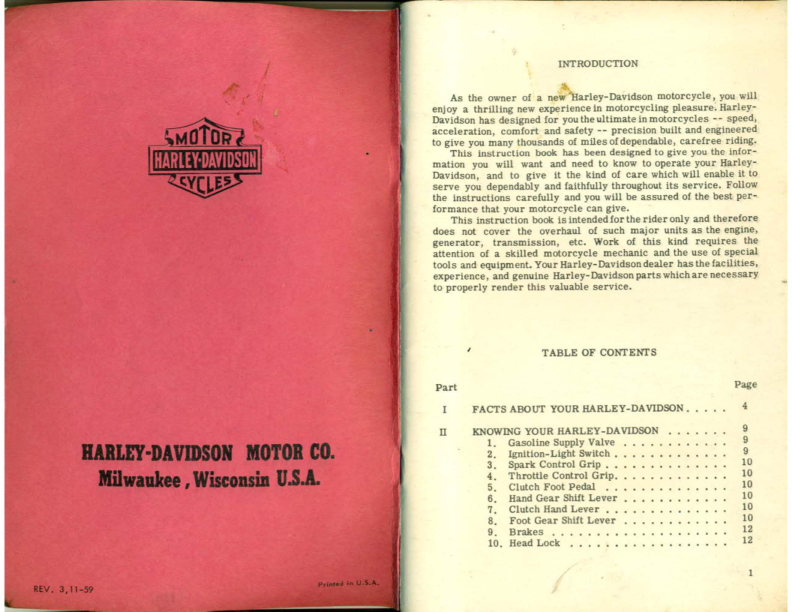 MOTOR
HARLEY-DAVIDSON
CYCLES
HARLEY-DAVIDSON MOTOR CO.
Milwaukee, Wisconsin U.S.A.
REV. 3,11-59
Printed in U.S.A.
INTRODUCTION
As the owner of a new Harley-Davidson motorcycle, you will
enjoy a thrilling new experience in motorcycling pleasure. Harley-
Davidson has designed for you the ultimate in motorcycles -- speed,
acceleration, comfort and safety -- precision built and engineered
to give you many thousands of miles of dependable, carefree riding.
This instruction book has been designed to give you the infor-
mation you will want and need to know to operate your Harley-
Davidson, and to give it the kind of care which will enable it to
serve you dependably and faithfully throughout its service. Follow
the instructions carefully and you will be assured of the best per-
formance that your motorcycle can give.
This instruction book is intended for the rider only and therefore
does not cover the overhaul of such major units as the engine,
generator, transmission, etc. Work of this kind requires the
attention of a skilled motorcycle mechanic and the use of special
tools and equipment. Your Harley-Davidson dealer has the facilities,
experience, and genuine Harley-Davidson parts which are necessary
to properly render this valuable service.
TABLE OF CONTENTS
Part Page
I FACTS ABOUT YOUR HARLEY-DAVIDSON . . . . . 4
II KNOWING YOUR HARLEY-DAVIDSON . . . . . . . 9
1. Gasoline Supply Valve . . . . . . . . . . . . 9
2. Ignition-Light Switch . . . . . . . . . . . . . 9
3. Spark Control Grip . . . . . . . . . . . . . . 10
4. Throttle Control Grip. . . . . . . . . . . . . 10
5. Clutch Foot Pedal . . . . . . . . . . . . . . 10
6. Hand Gear Shift Lever . . . . . . . . . . . . 10
7. Clutch Hand Lever . . . . . . . . . . . . . . 10
8. Foot Gear Shift Lever . . . . . . . . . . . . 10
9. Brakes . . . . . . . . . . . . . . . . . . . . 12
10. Head Lock . . . . . . . . . . . . . . . . . . 12
1